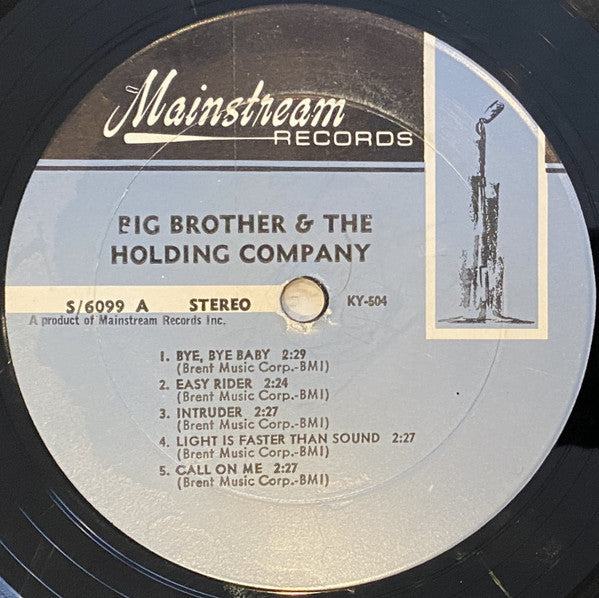 Mainstream
RECORDS
BIG BROTHER & THE
HOLDING COMPANY
S/6099 A STEREO KY-504
A product of Mainstream Records Inc.
1. BYE, BYE BABY 2:29
(Brent Music Corp.-BMI)
2. EASY RIDER 2:24
(Brent Music Corp.-BMI)
3. INTRUDER 2:27
(Brent Music Corp.-BMI)
4. LIGHT IS FASTER THAN SOUND 2:27
(Brent Music Corp.-BMI)
5. CALL ON ME 2:27
(Brent Music Corp.-BMI)